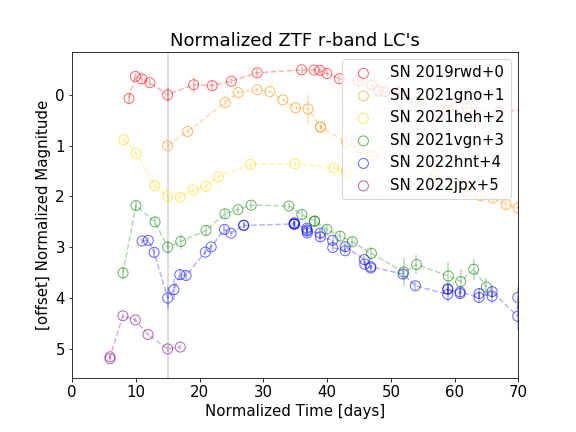 Normalized ZTF r-band LC's
[offset] Normalized Magnitude
0
1
2
3
4
5
SN 2019rwd+0
SN 2021gno+1
SN 2021heh+2
SN 2021vgn+3
SN 2022hnt+4
SN 2022jpx+5
0 10 20 30 40 50 60 70
Normalized Time [days]